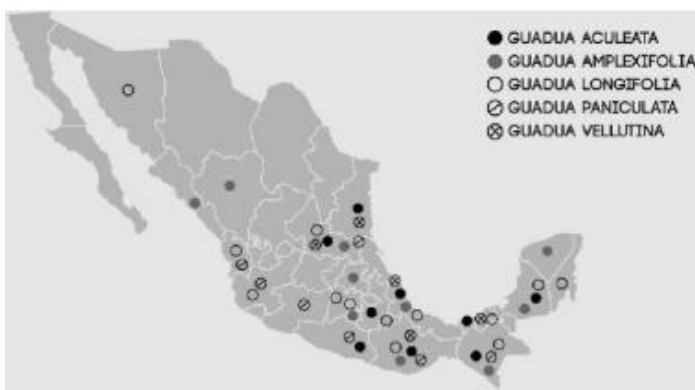 GUADUA ACULEATA
GUADUA AMPLEXIFOLIA
GUADUA LONGIFOLIA
GUADUA PANICULATA
GUADUA VELLUTINA